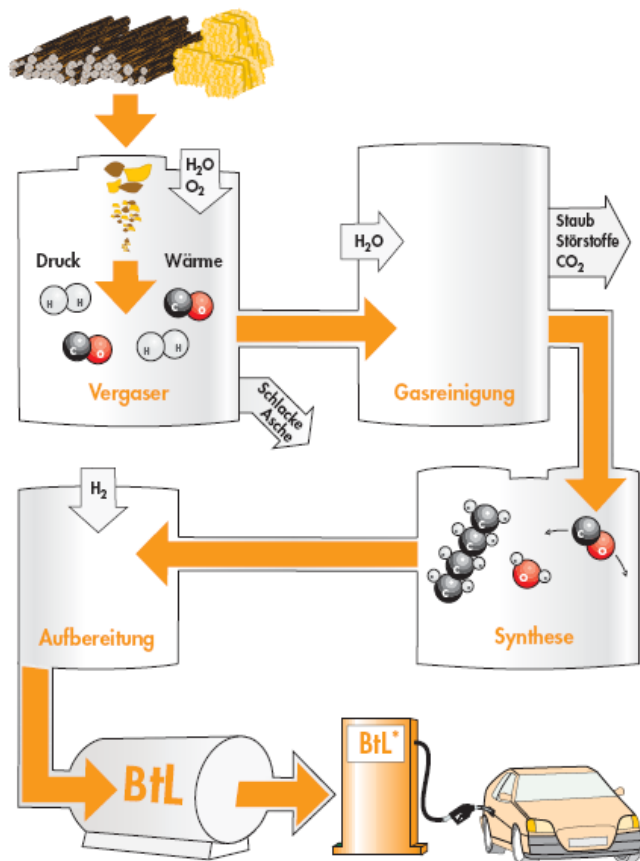 H₂O
O₂
Druck
Wärme
H H
C O
C O
H H
Vergaser
Schlacke
Asche
H₂O
Staub
Störstoffe
CO₂
Gasreinigung
H₂
Aufbereitung
C
C
C
C
O
C
O
Synthese
BtL
BtL*